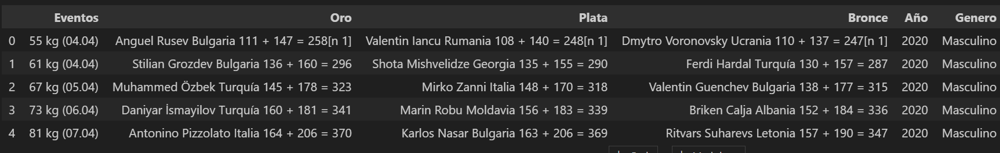 Eventos Oro Plata Bronce Año Genero
0 55 kg (04.04) Anguel Rusev Bulgaria 111 + 147 = 258[n 1] Valentin Iancu Rumania 108 + 140 = 248[n 1] Dmytro Voronovsky Ucrania 110 + 137 = 247[n 1] 2020 Masculino
1 61 kg (04.04) Stilian Grozdev Bulgaria 136 + 160 = 296 Shota Mishvelidze Georgia 135 + 155 = 290 Ferdi Hardal Turquía 130 + 157 = 287 2020 Masculino
2 67 kg (05.04) Muhammed Özbek Turquía 145 + 178 = 323 Mirko Zanni Italia 148 + 170 = 318 Valentin Guenchev Bulgaria 138 + 177 = 315 2020 Masculino
3 73 kg (06.04) Daniyar İsmayilov Turquía 160 + 181 = 341 Marin Robu Moldavia 156 + 183 = 339 Briken Calja Albania 152 + 184 = 336 2020 Masculino
4 81 kg (07.04) Antonino Pizzolato Italia 164 + 206 = 370 Karlos Nasar Bulgaria 163 + 206 = 369 Ritvars Suharevs Letonia 157 + 190 = 347 2020 Masculino